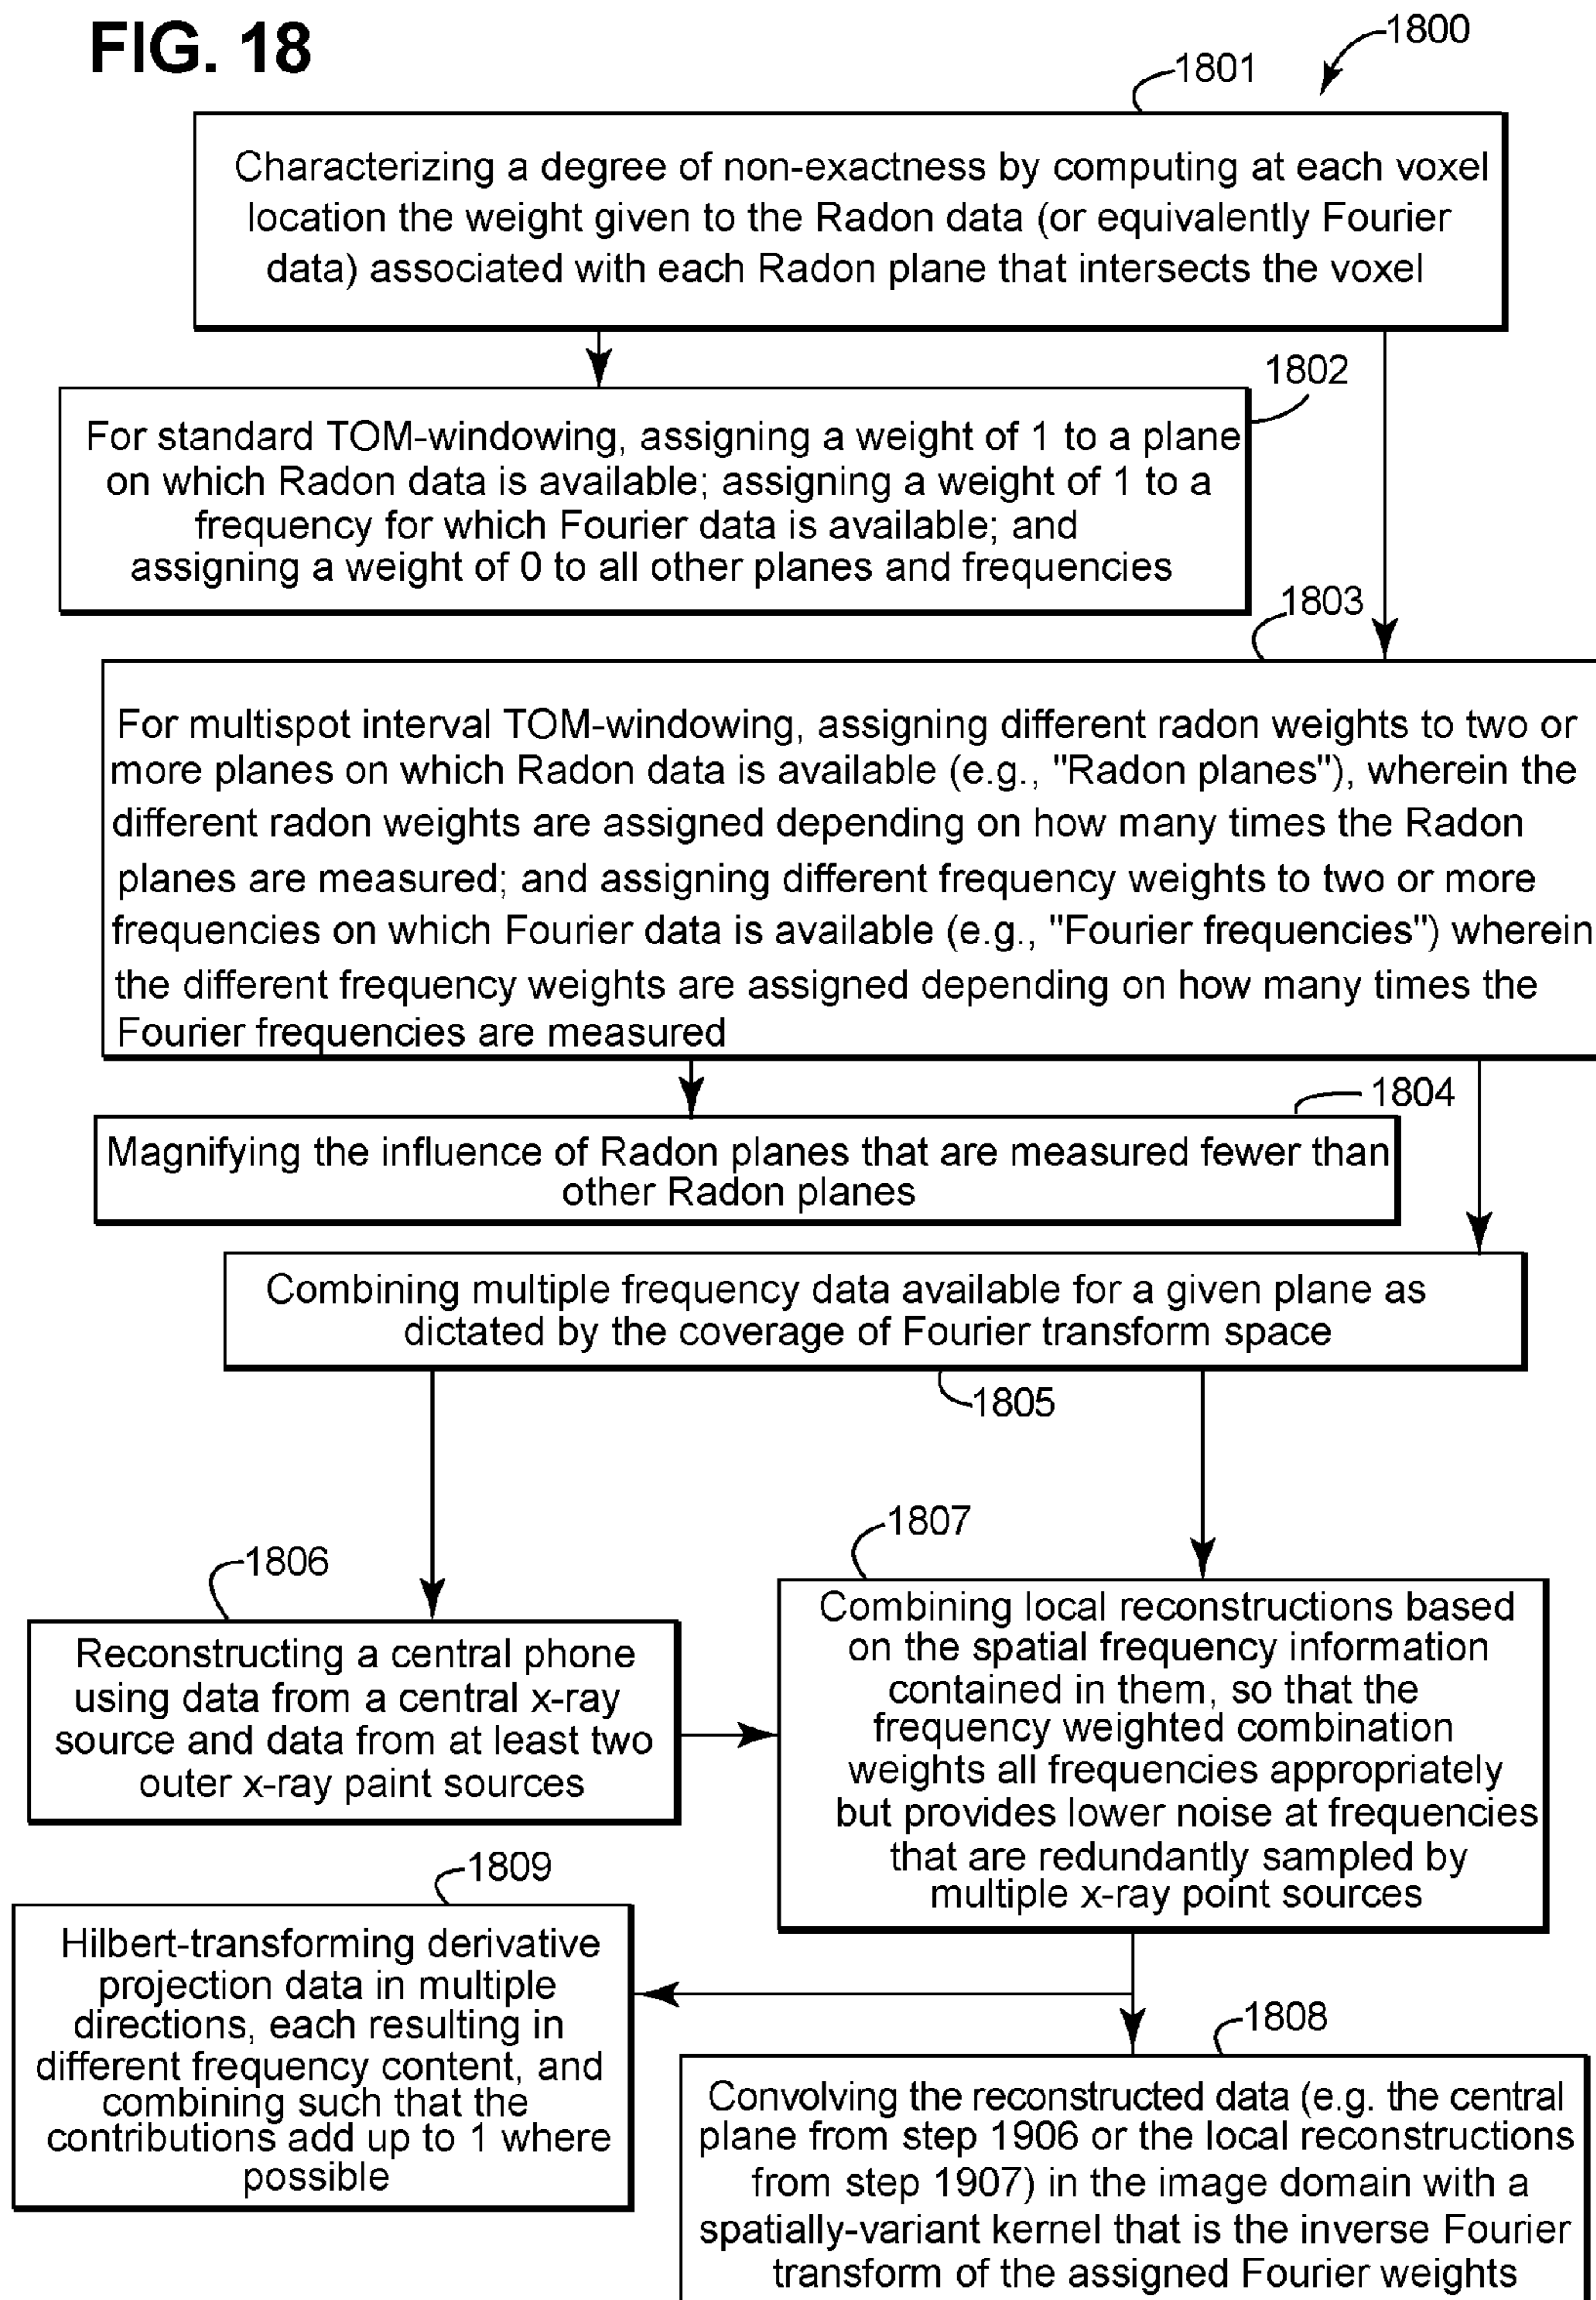 FIG. 18
1800
1801
Characterizing a degree of non-exactness by computing at each voxel
location the weight given to the Radon data (or equivalently Fourier
data) associated with each Radon plane that intersects the voxel
1802
For standard TOM-windowing, assigning a weight of 1 to a plane
on which Radon data is available; assigning a weight of 1 to a
frequency for which Fourier data is available; and
assigning a weight of 0 to all other planes and frequencies
1803
For multispot interval TOM-windowing, assigning different radon weights to two or
more planes on which Radon data is available (e.g., "Radon planes"), wherein the
different radon weights are assigned depending on how many times the Radon
planes are measured; and assigning different frequency weights to two or more
frequencies on which Fourier data is available (e.g., "Fourier frequencies") wherein
the different frequency weights are assigned depending on how many times the
Fourier frequencies are measured
1804
Magnifying the influence of Radon planes that are measured fewer than
other Radon planes
Combining multiple frequency data available for a given plane as
dictated by the coverage of Fourier transform space
1805
1806
Reconstructing a central phone
using data from a central x-ray
source and data from at least two
outer x-ray paint sources
1807
Combining local reconstructions based
on the spatial frequency information
contained in them, so that the
frequency weighted combination
weights all frequencies appropriately
but provides lower noise at frequencies
that are redundantly sampled by
multiple x-ray point sources
1809
Hilbert-transforming derivative
projection data in multiple
directions, each resulting in
different frequency content, and
combining such that the
contributions add up to 1 where
possible
1808
Convolving the reconstructed data (e.g. the central
plane from step 1906 or the local reconstructions
from step 1907) in the image domain with a
spatially-variant kernel that is the inverse Fourier
transform of the assigned Fourier weights